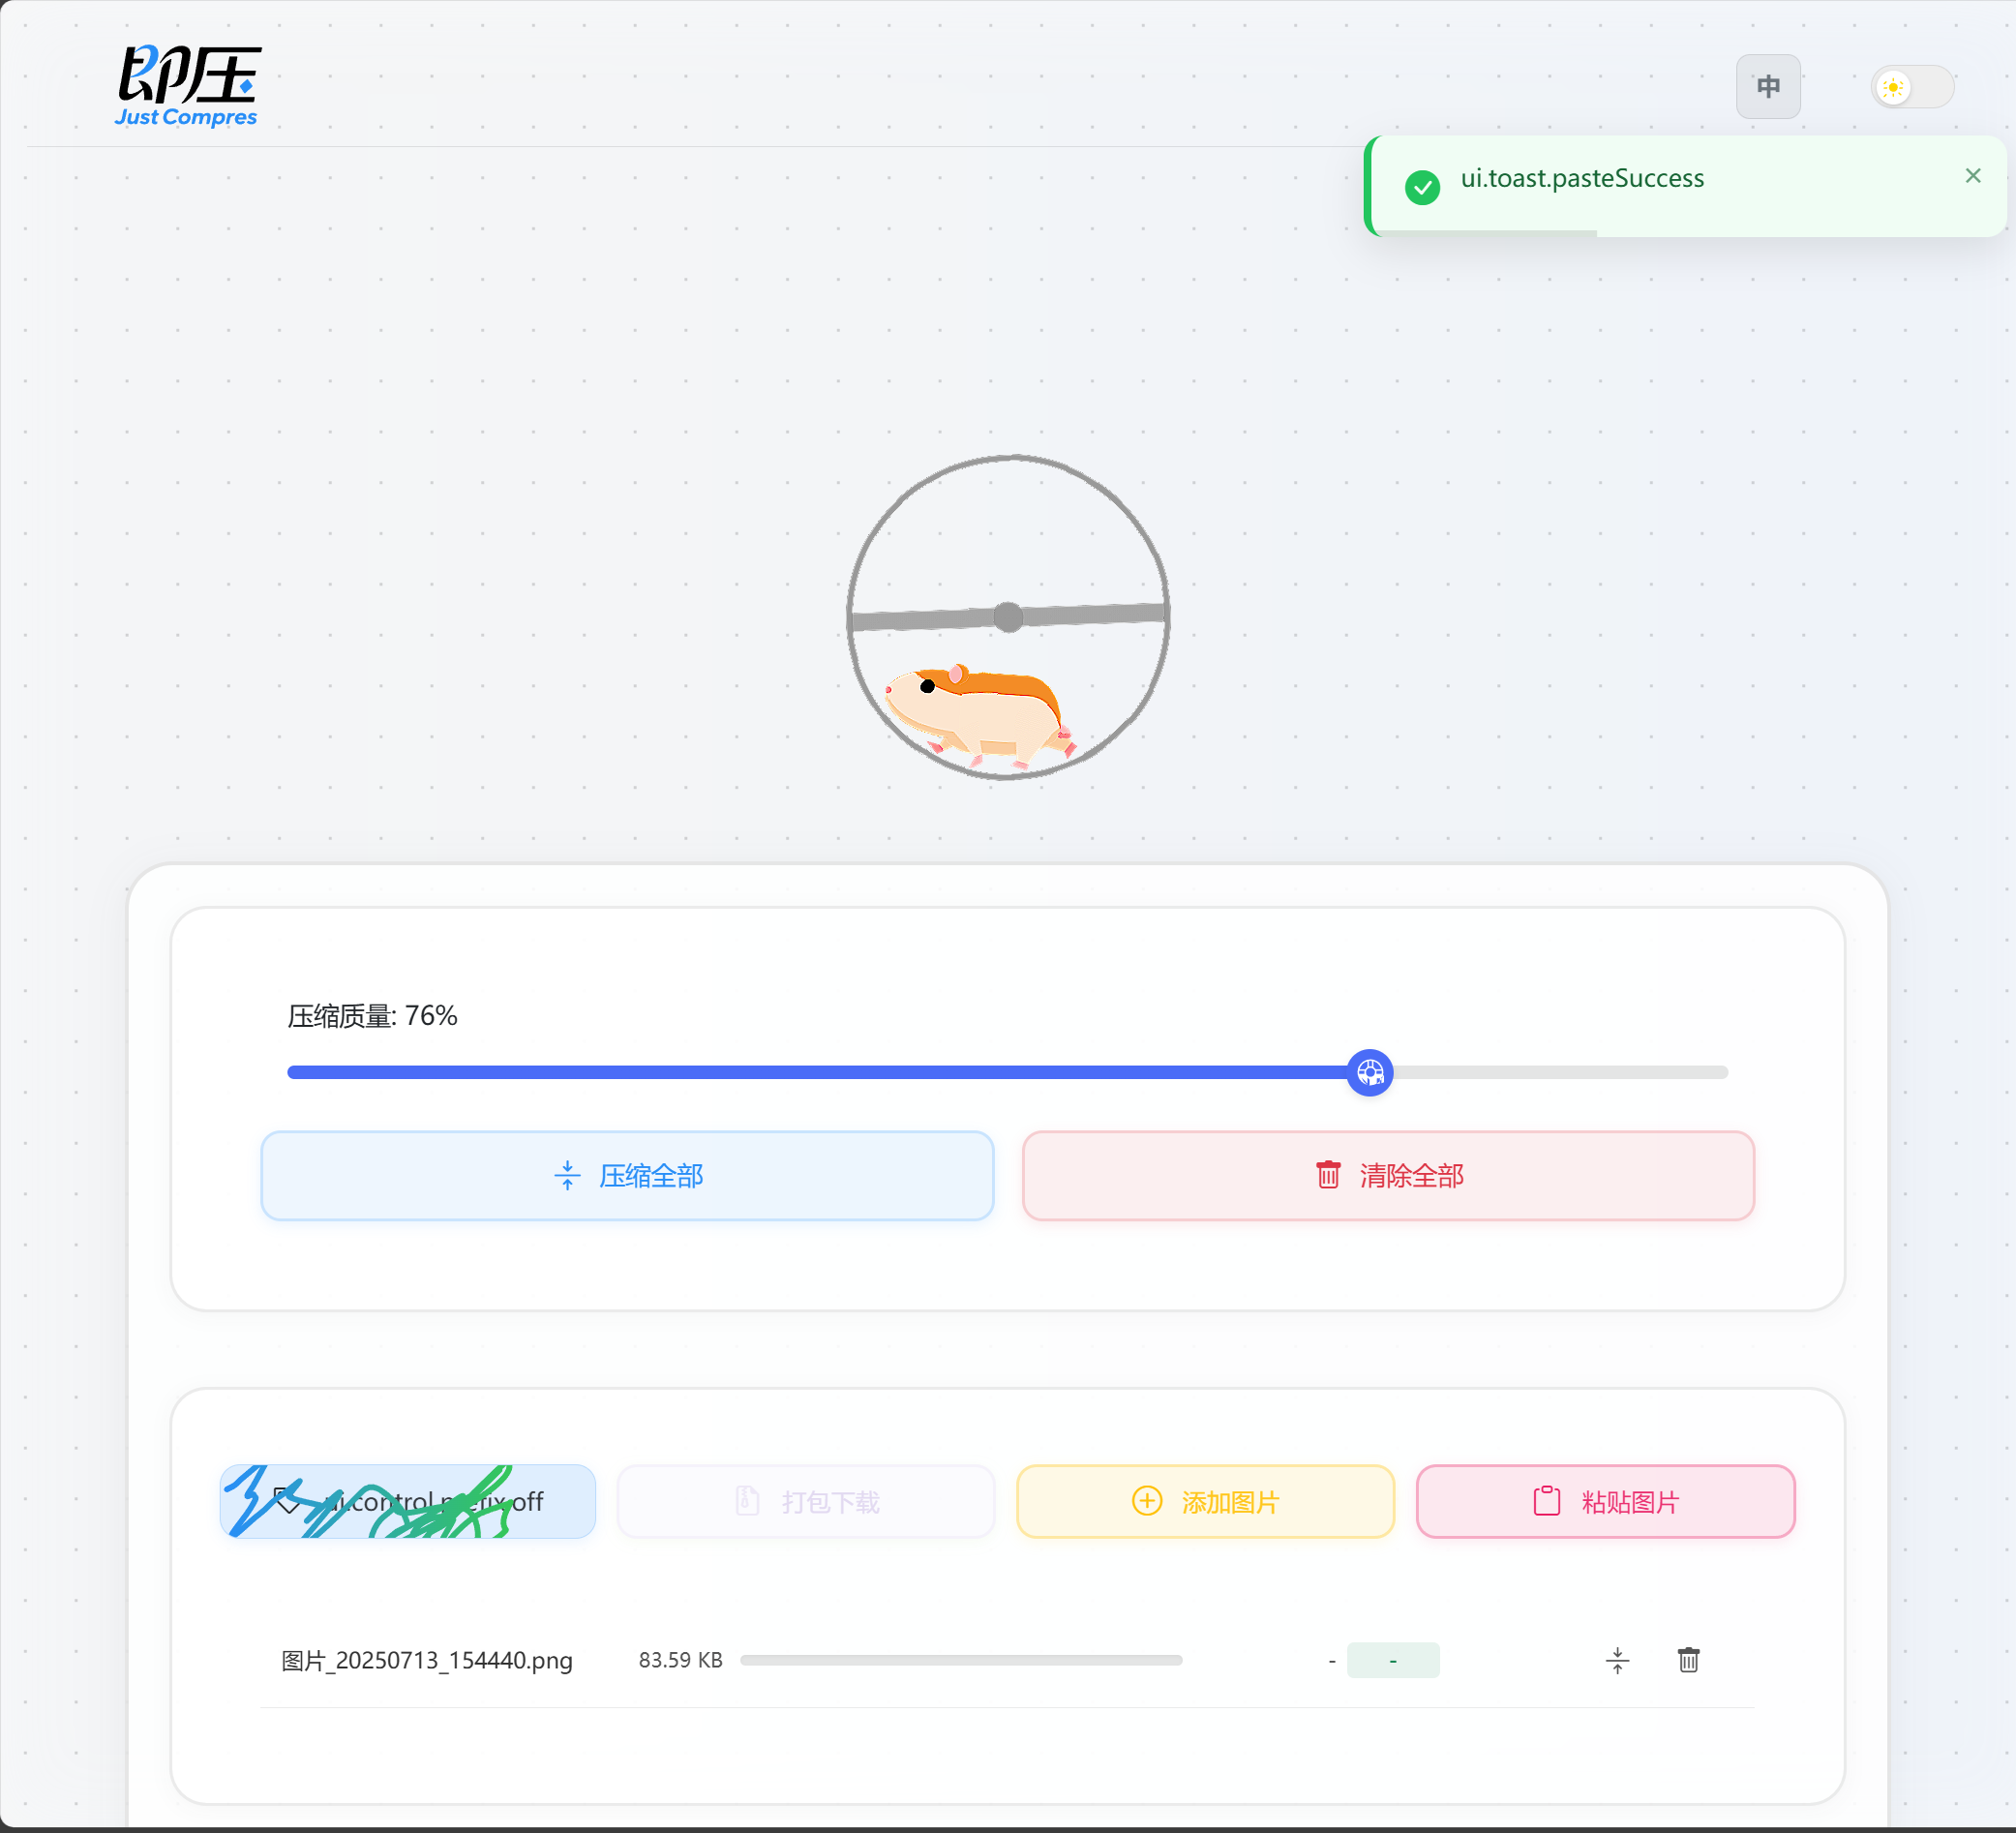 即压
Just Compres
中
ui.toast.pasteSuccess
压缩质量: 76%
压缩全部
清除全部
ui.control.prefix.off
打包下载
添加图片
粘贴图片
图片_20250713_154440.png
83.59 KB
-
-